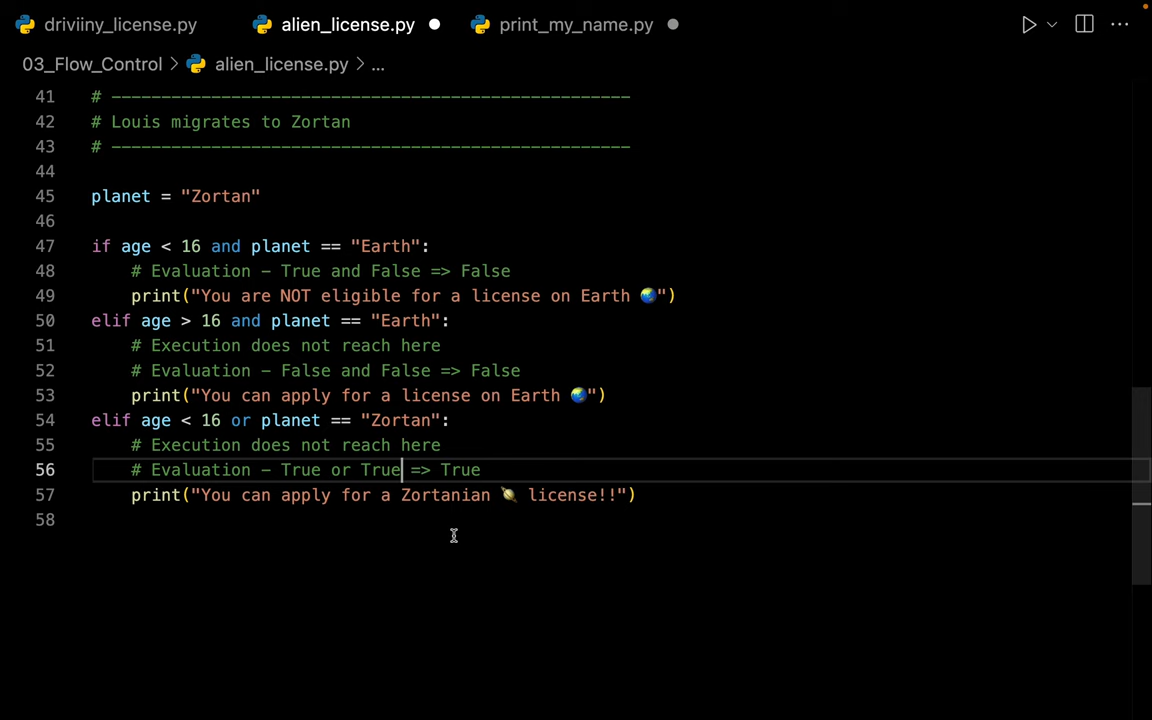 driviiny_license.py alien_license.py print_my_name.py
03_Flow_Control > alien_license.py > ...
41 # ----------------------------------------------------
42 # Louis migrates to Zortan
43 # ----------------------------------------------------
44
45 planet = "Zortan"
46
47 if age < 16 and planet == "Earth":
48     # Evaluation - True and False => False
49     print("You are NOT eligible for a license on Earth 🌏")
50 elif age > 16 and planet == "Earth":
51     # Execution does not reach here
52     # Evaluation - False and False => False
53     print("You can apply for a license on Earth 🌏")
54 elif age < 16 or planet == "Zortan":
55     # Execution does not reach here
56     # Evaluation - True or True => True
57     print("You can apply for a Zortanian 🪐 license!!")
58